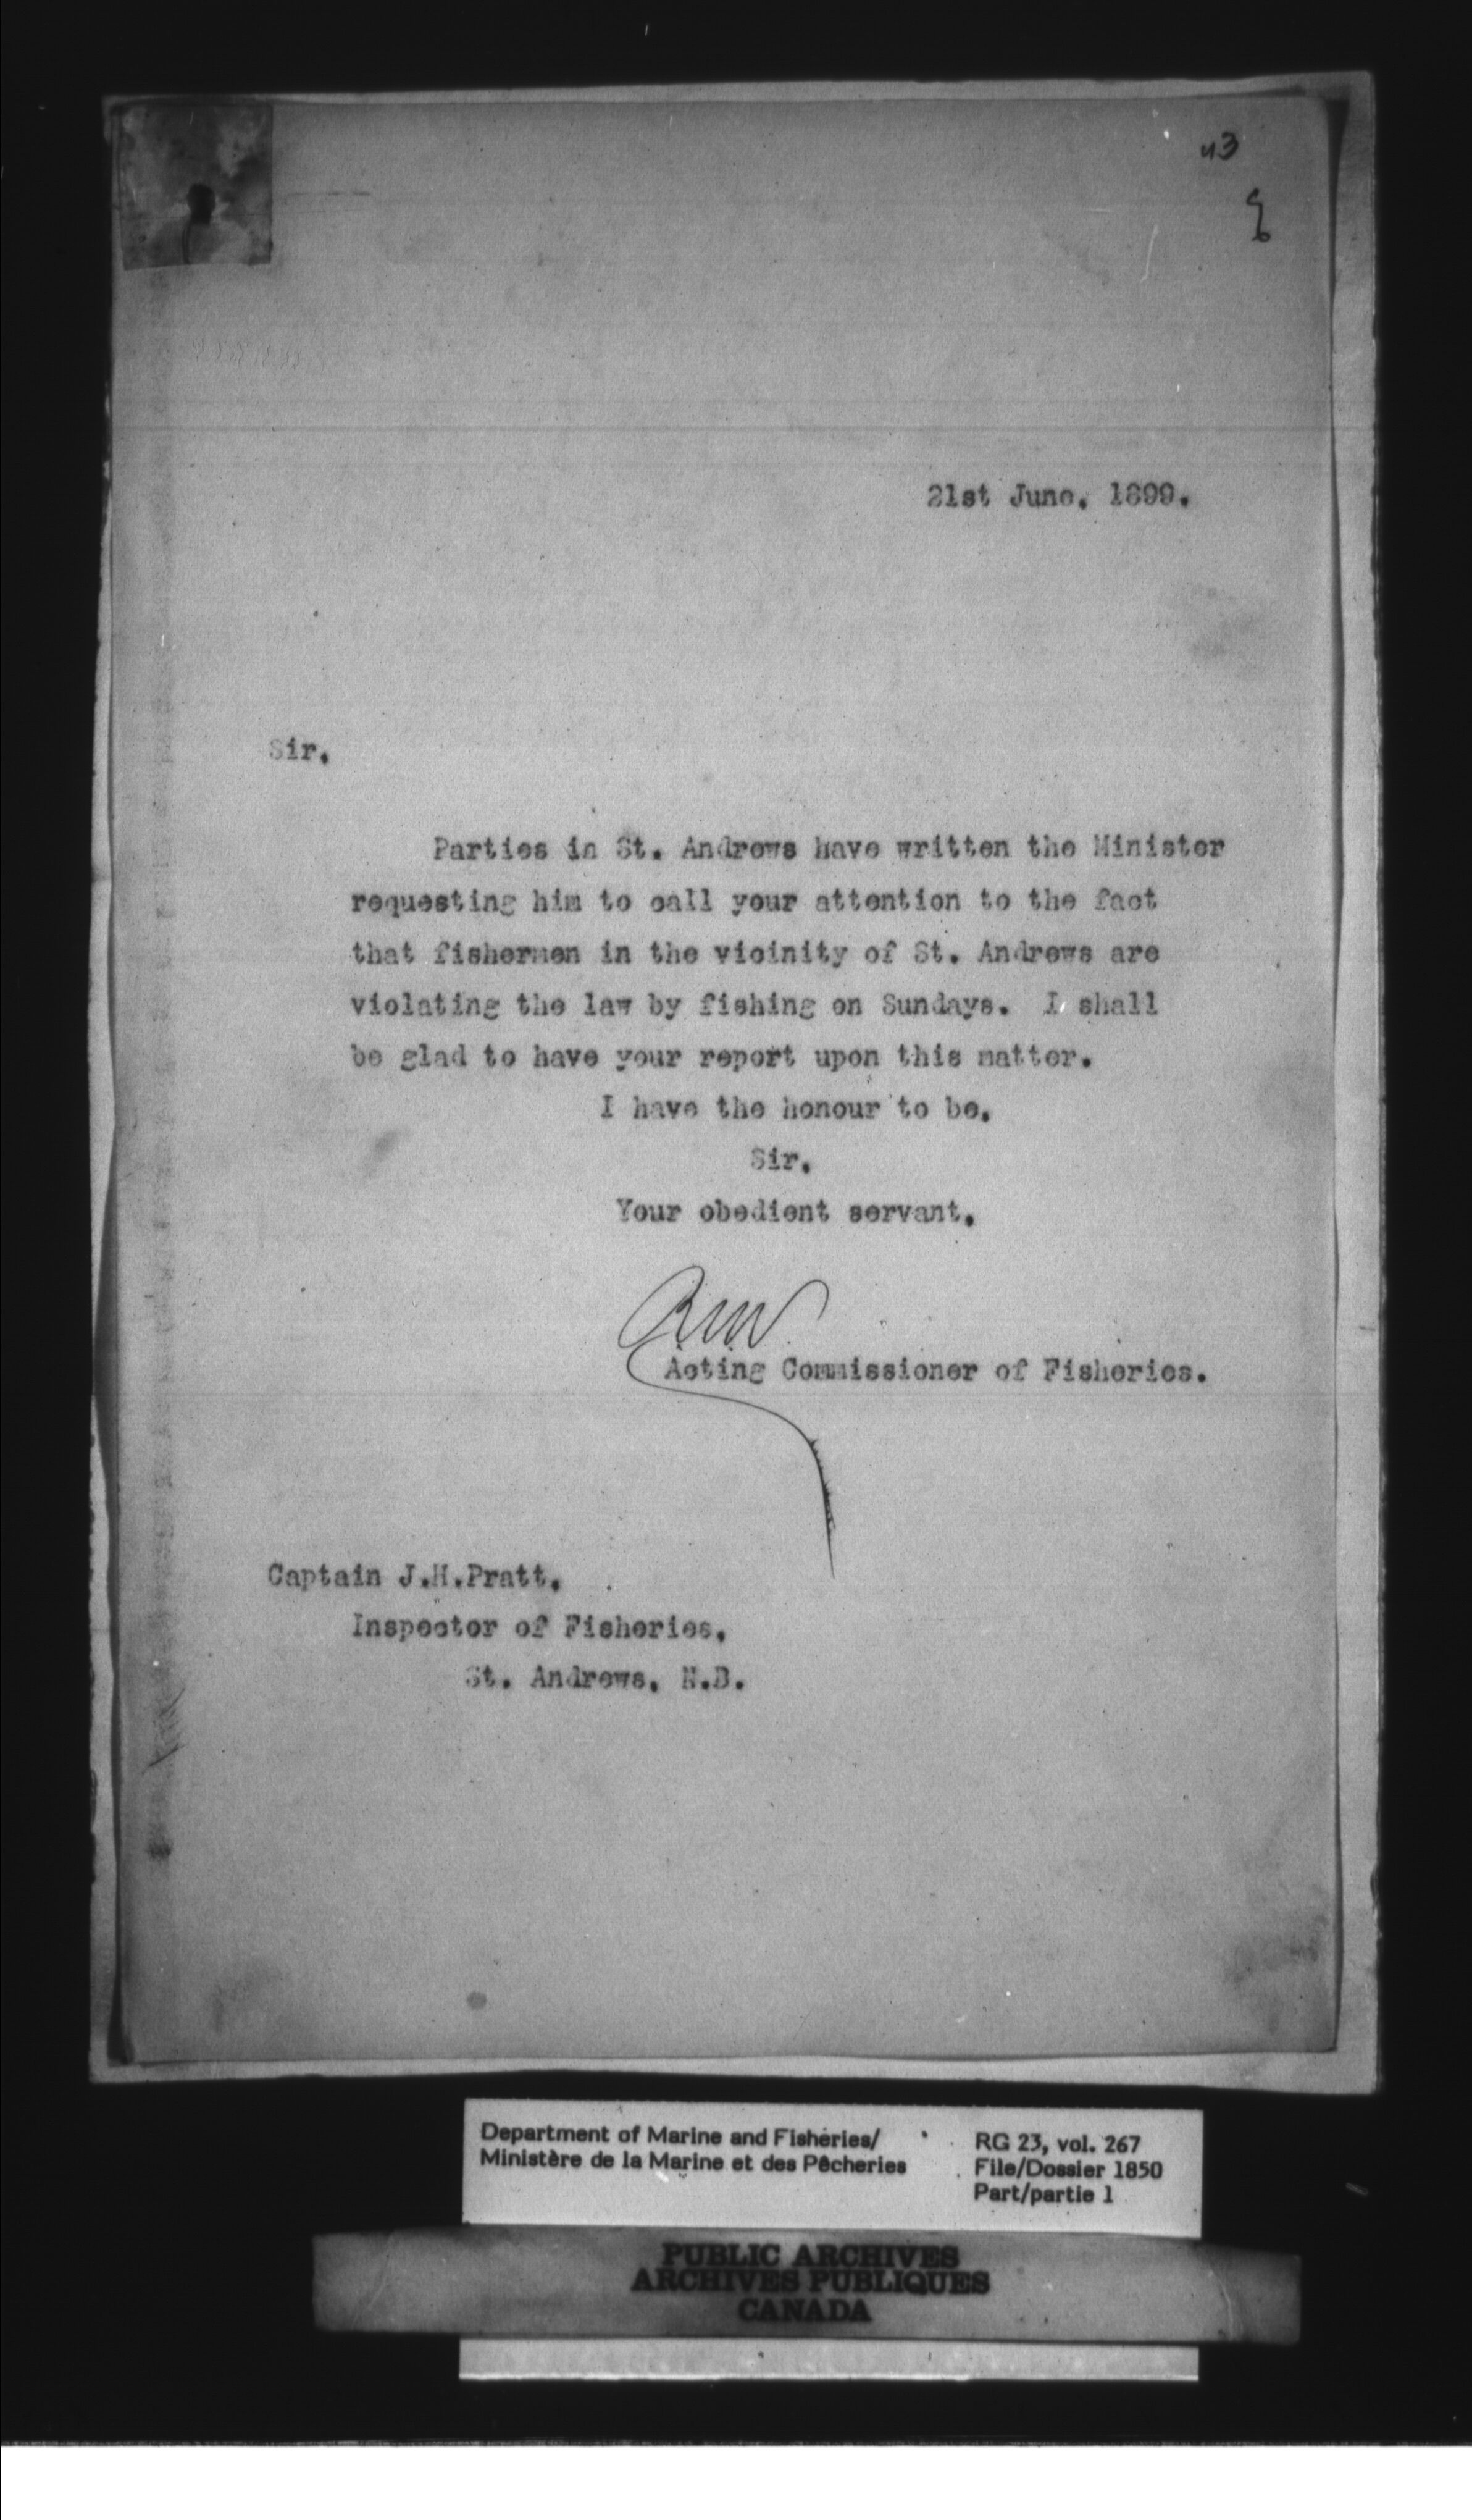 21st June, 1899.
Sir,
Parties in St. Andrews have written the Minister
requesting him to call your attention to the fact
that fishermen in the vicinity of St. Andrews are
violating the law by fishing on Sundays. I shall
be glad to have your report upon this matter.
I have the honour to be,
Sir,
Your obedient servant,
Acting Commissioner of Fisheries.
Captain J.H.Pratt,
Inspector of Fisheries,
St. Andrews, N.B.
Department of Marine and Fisheries/
Ministère de la Marine et des Pêcheries
RG 23, vol. 267
File/Dossier 1850
Part/partie 1
PUBLIC ARCHIVES
ARCHIVES PUBLIQUES
CANADA